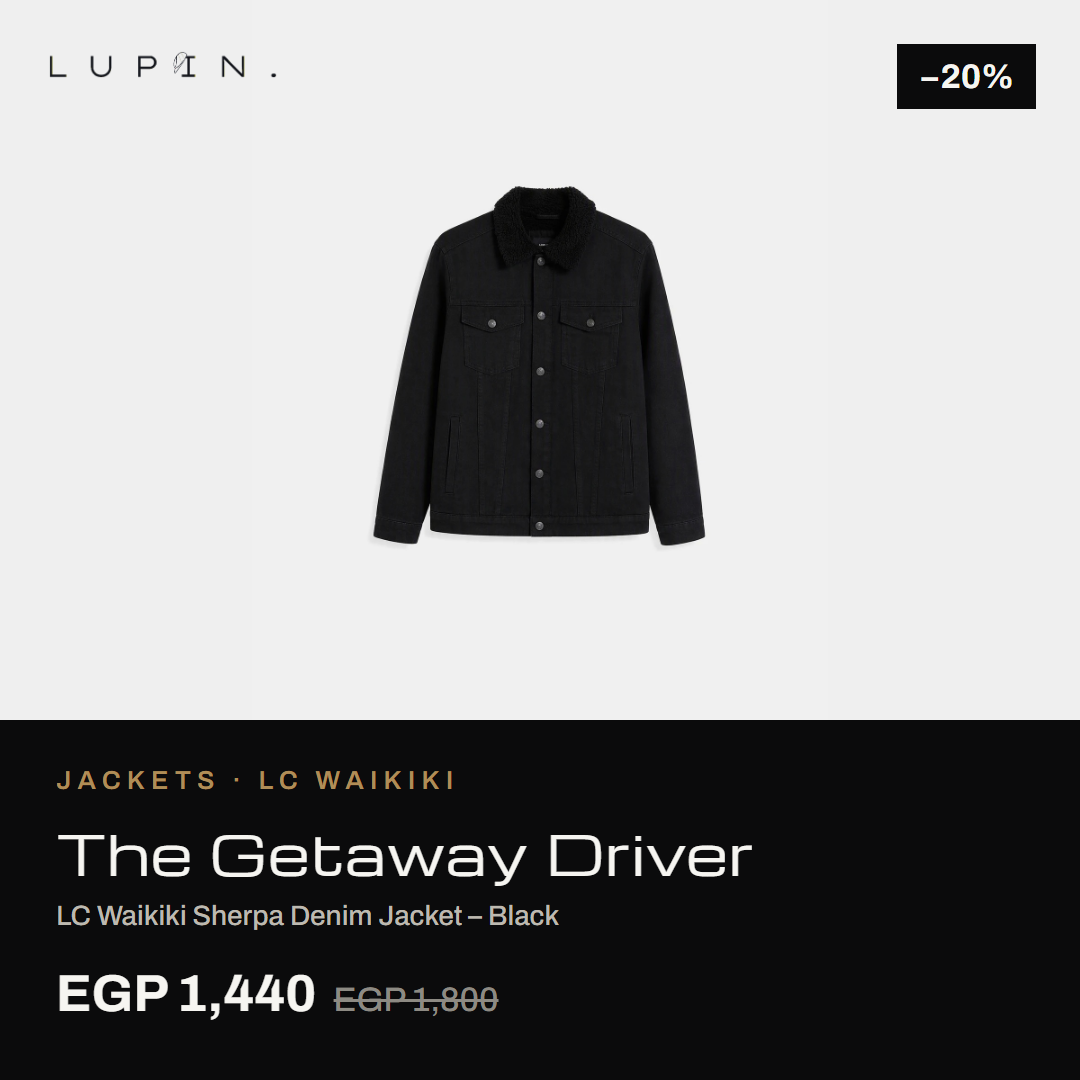 LUPIN.
–20%
JACKETS · LC WAIKIKI
The Getaway Driver
LC Waikiki Sherpa Denim Jacket – Black
EGP 1,440 EGP 1,800